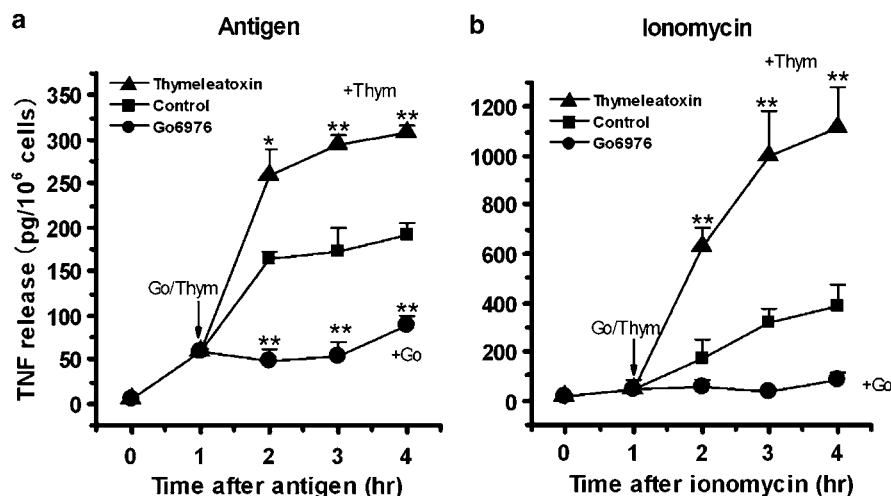 a
Antigen
TNF release (pg/10⁶ cells)
350
300
250
200
150
100
50
0
Thymeleatoxin
Control
Go6976
+Thym
*
**
**
Go/Thym
**
**
**
+Go
0 1 2 3 4
Time after antigen (hr)
b
Ionomycin
1200
1000
800
600
400
200
0
Thymeleatoxin
Control
Go6976
+Thym
**
**
**
Go/Thym
+Go
0 1 2 3 4
Time after ionomycin (hr)